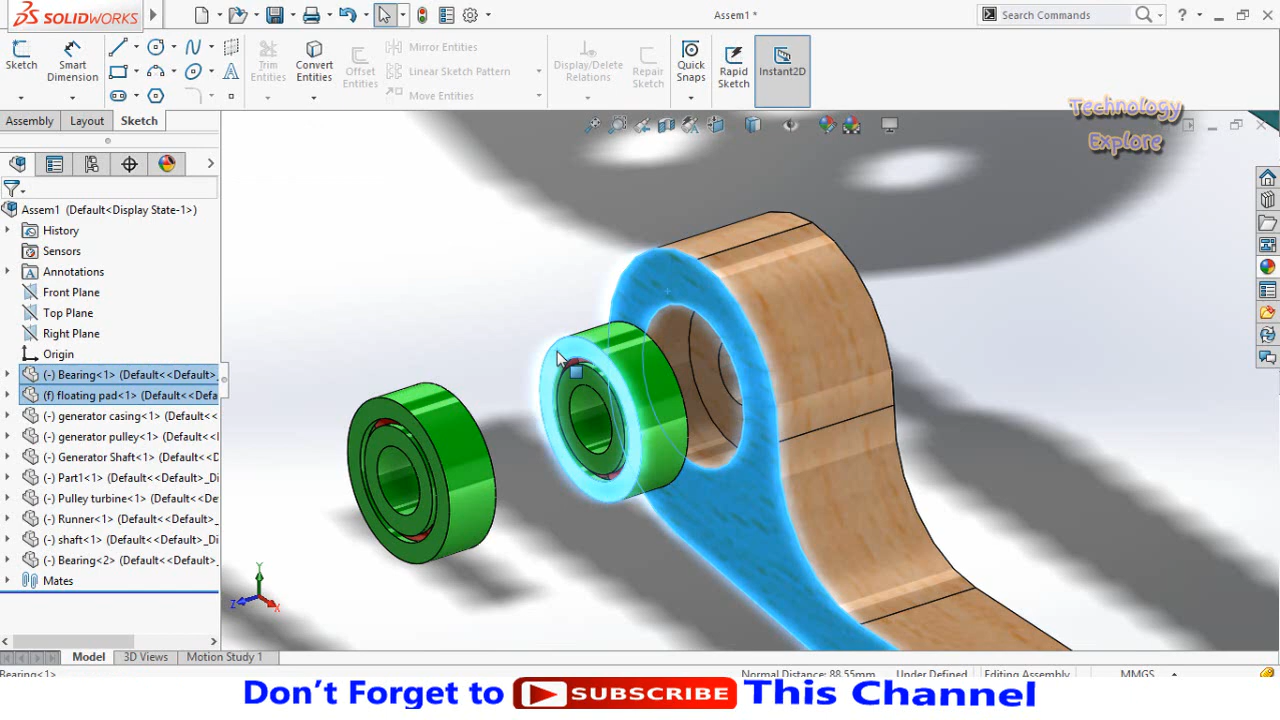 DS SOLIDWORKS
Assem1 *
Search Commands
?
Sketch
Smart Dimension
Trim Entities
Convert Entities
Offset Entities
Mirror Entities
Linear Sketch Pattern
Move Entities
Display/Delete Relations
Repair Sketch
Quick Snaps
Rapid Sketch
Instant2D
Assembly
Layout
Sketch
Technology
Explore
Assem1 (Default<Display State-1>)
History
Sensors
Annotations
Front Plane
Top Plane
Right Plane
Origin
(-) Bearing<1> (Default<<Default>
(f) floating pad<1> (Default<<Defa
(-) generator casing<1> (Default<<
(-) generator pulley<1> (Default<<
(-) Generator Shaft<1> (Default<<D
(-) Part1<1> (Default<<Default>_Di
(-) Pulley turbine<1> (Default<<Def
(-) Runner<1> (Default<<Default>_
(-) shaft<1> (Default<<Default>_Di
(-) Bearing<2> (Default<<Default>
Mates
Y
Z
X
Model
3D Views
Motion Study 1
Bearing<1>
Normal Distance: 88.55mm
Under Defined
Editing Assembly
MMGS
Don't Forget to SUBSCRIBE This Channel